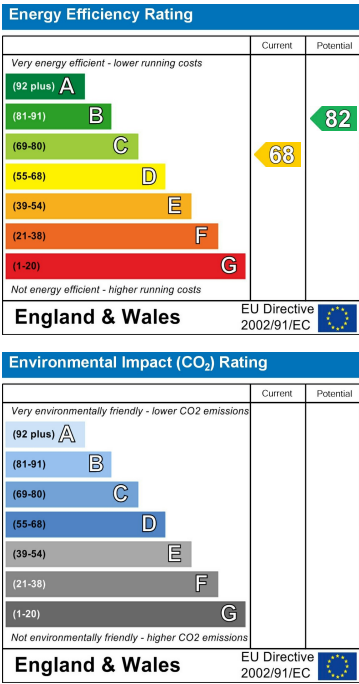 Energy Efficiency Rating
Current Potential
Very energy efficient - lower running costs
(92 plus) A
(81-91) B
82
(69-80) C
68
(55-68) D
(39-54) E
(21-38) F
(1-20) G
Not energy efficient - higher running costs
England & Wales
EU Directive
2002/91/EC
Environmental Impact (CO₂) Rating
Current Potential
Very environmentally friendly - lower CO2 emissions
(92 plus) A
(81-91) B
(69-80) C
(55-68) D
(39-54) E
(21-38) F
(1-20) G
Not environmentally friendly - higher CO2 emissions
England & Wales
EU Directive
2002/91/EC